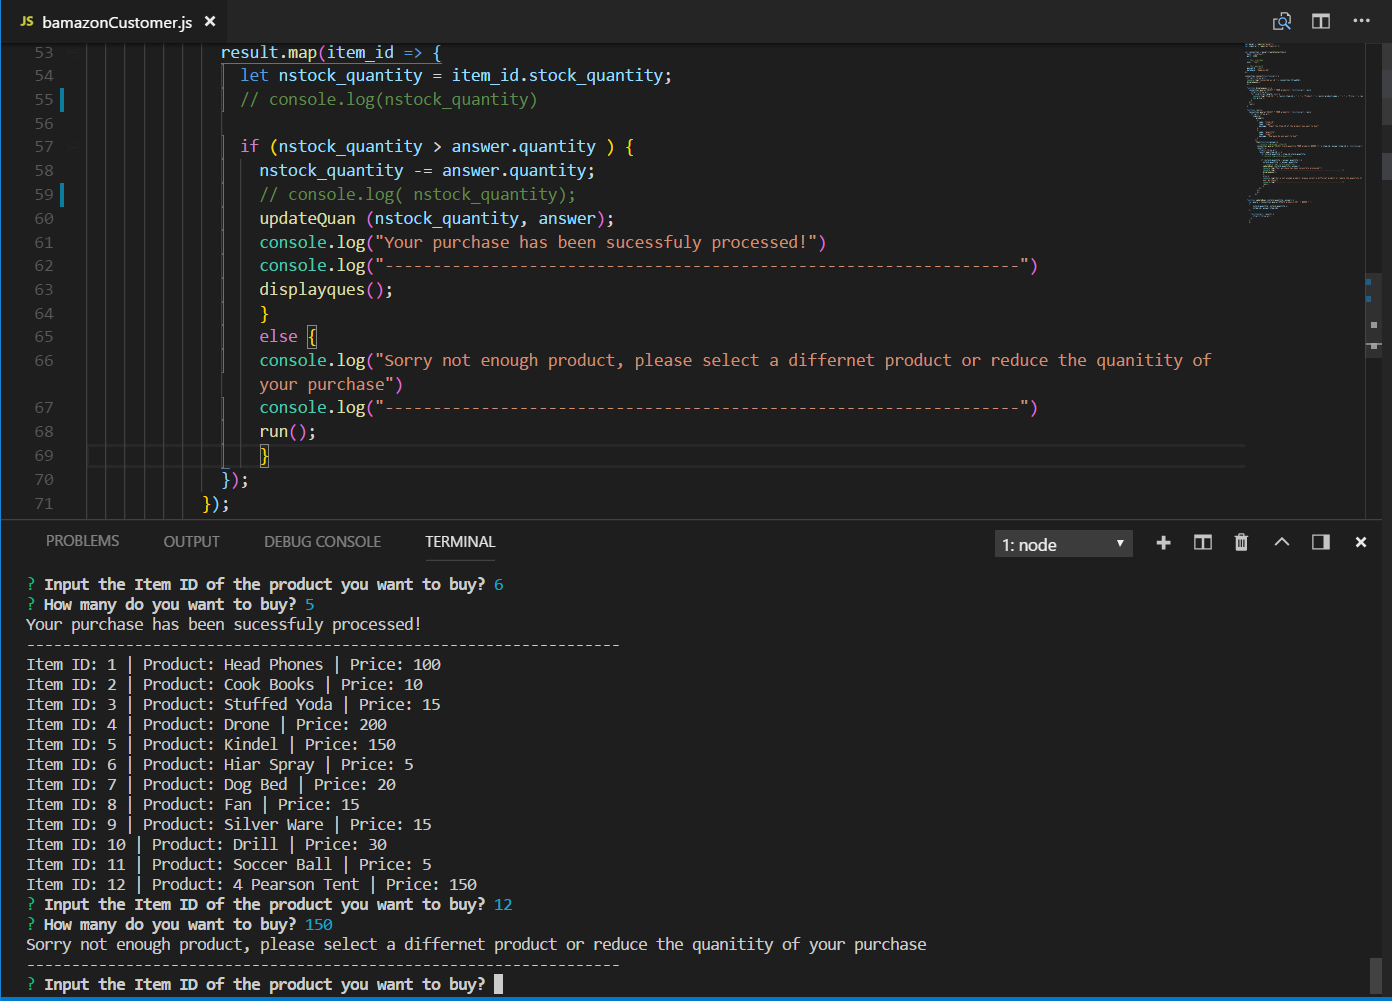 JS bamazonCustomer.js ×
53 result.map(item_id => {
54 let nstock_quantity = item_id.stock_quantity;
55 // console.log(nstock_quantity)
56
57 if (nstock_quantity > answer.quantity ) {
58 nstock_quantity -= answer.quantity;
59 // console.log( nstock_quantity);
60 updateQuan (nstock_quantity, answer);
61 console.log("Your purchase has been sucessfuly processed!")
62 console.log("------------------------------------------------------------------")
63 displayques();
64 }
65 else {
66 console.log("Sorry not enough product, please select a differnet product or reduce the quanitity of
your purchase")
67 console.log("------------------------------------------------------------------")
68 run();
69 }
70 });
71 });
PROBLEMS OUTPUT DEBUG CONSOLE TERMINAL 1: node
? Input the Item ID of the product you want to buy? 6
? How many do you want to buy? 5
Your purchase has been sucessfuly processed!
------------------------------------------------------------------
Item ID: 1 | Product: Head Phones | Price: 100
Item ID: 2 | Product: Cook Books | Price: 10
Item ID: 3 | Product: Stuffed Yoda | Price: 15
Item ID: 4 | Product: Drone | Price: 200
Item ID: 5 | Product: Kindel | Price: 150
Item ID: 6 | Product: Hiar Spray | Price: 5
Item ID: 7 | Product: Dog Bed | Price: 20
Item ID: 8 | Product: Fan | Price: 15
Item ID: 9 | Product: Silver Ware | Price: 15
Item ID: 10 | Product: Drill | Price: 30
Item ID: 11 | Product: Soccer Ball | Price: 5
Item ID: 12 | Product: 4 Pearson Tent | Price: 150
? Input the Item ID of the product you want to buy? 12
? How many do you want to buy? 150
Sorry not enough product, please select a differnet product or reduce the quanitity of your purchase
------------------------------------------------------------------
? Input the Item ID of the product you want to buy?